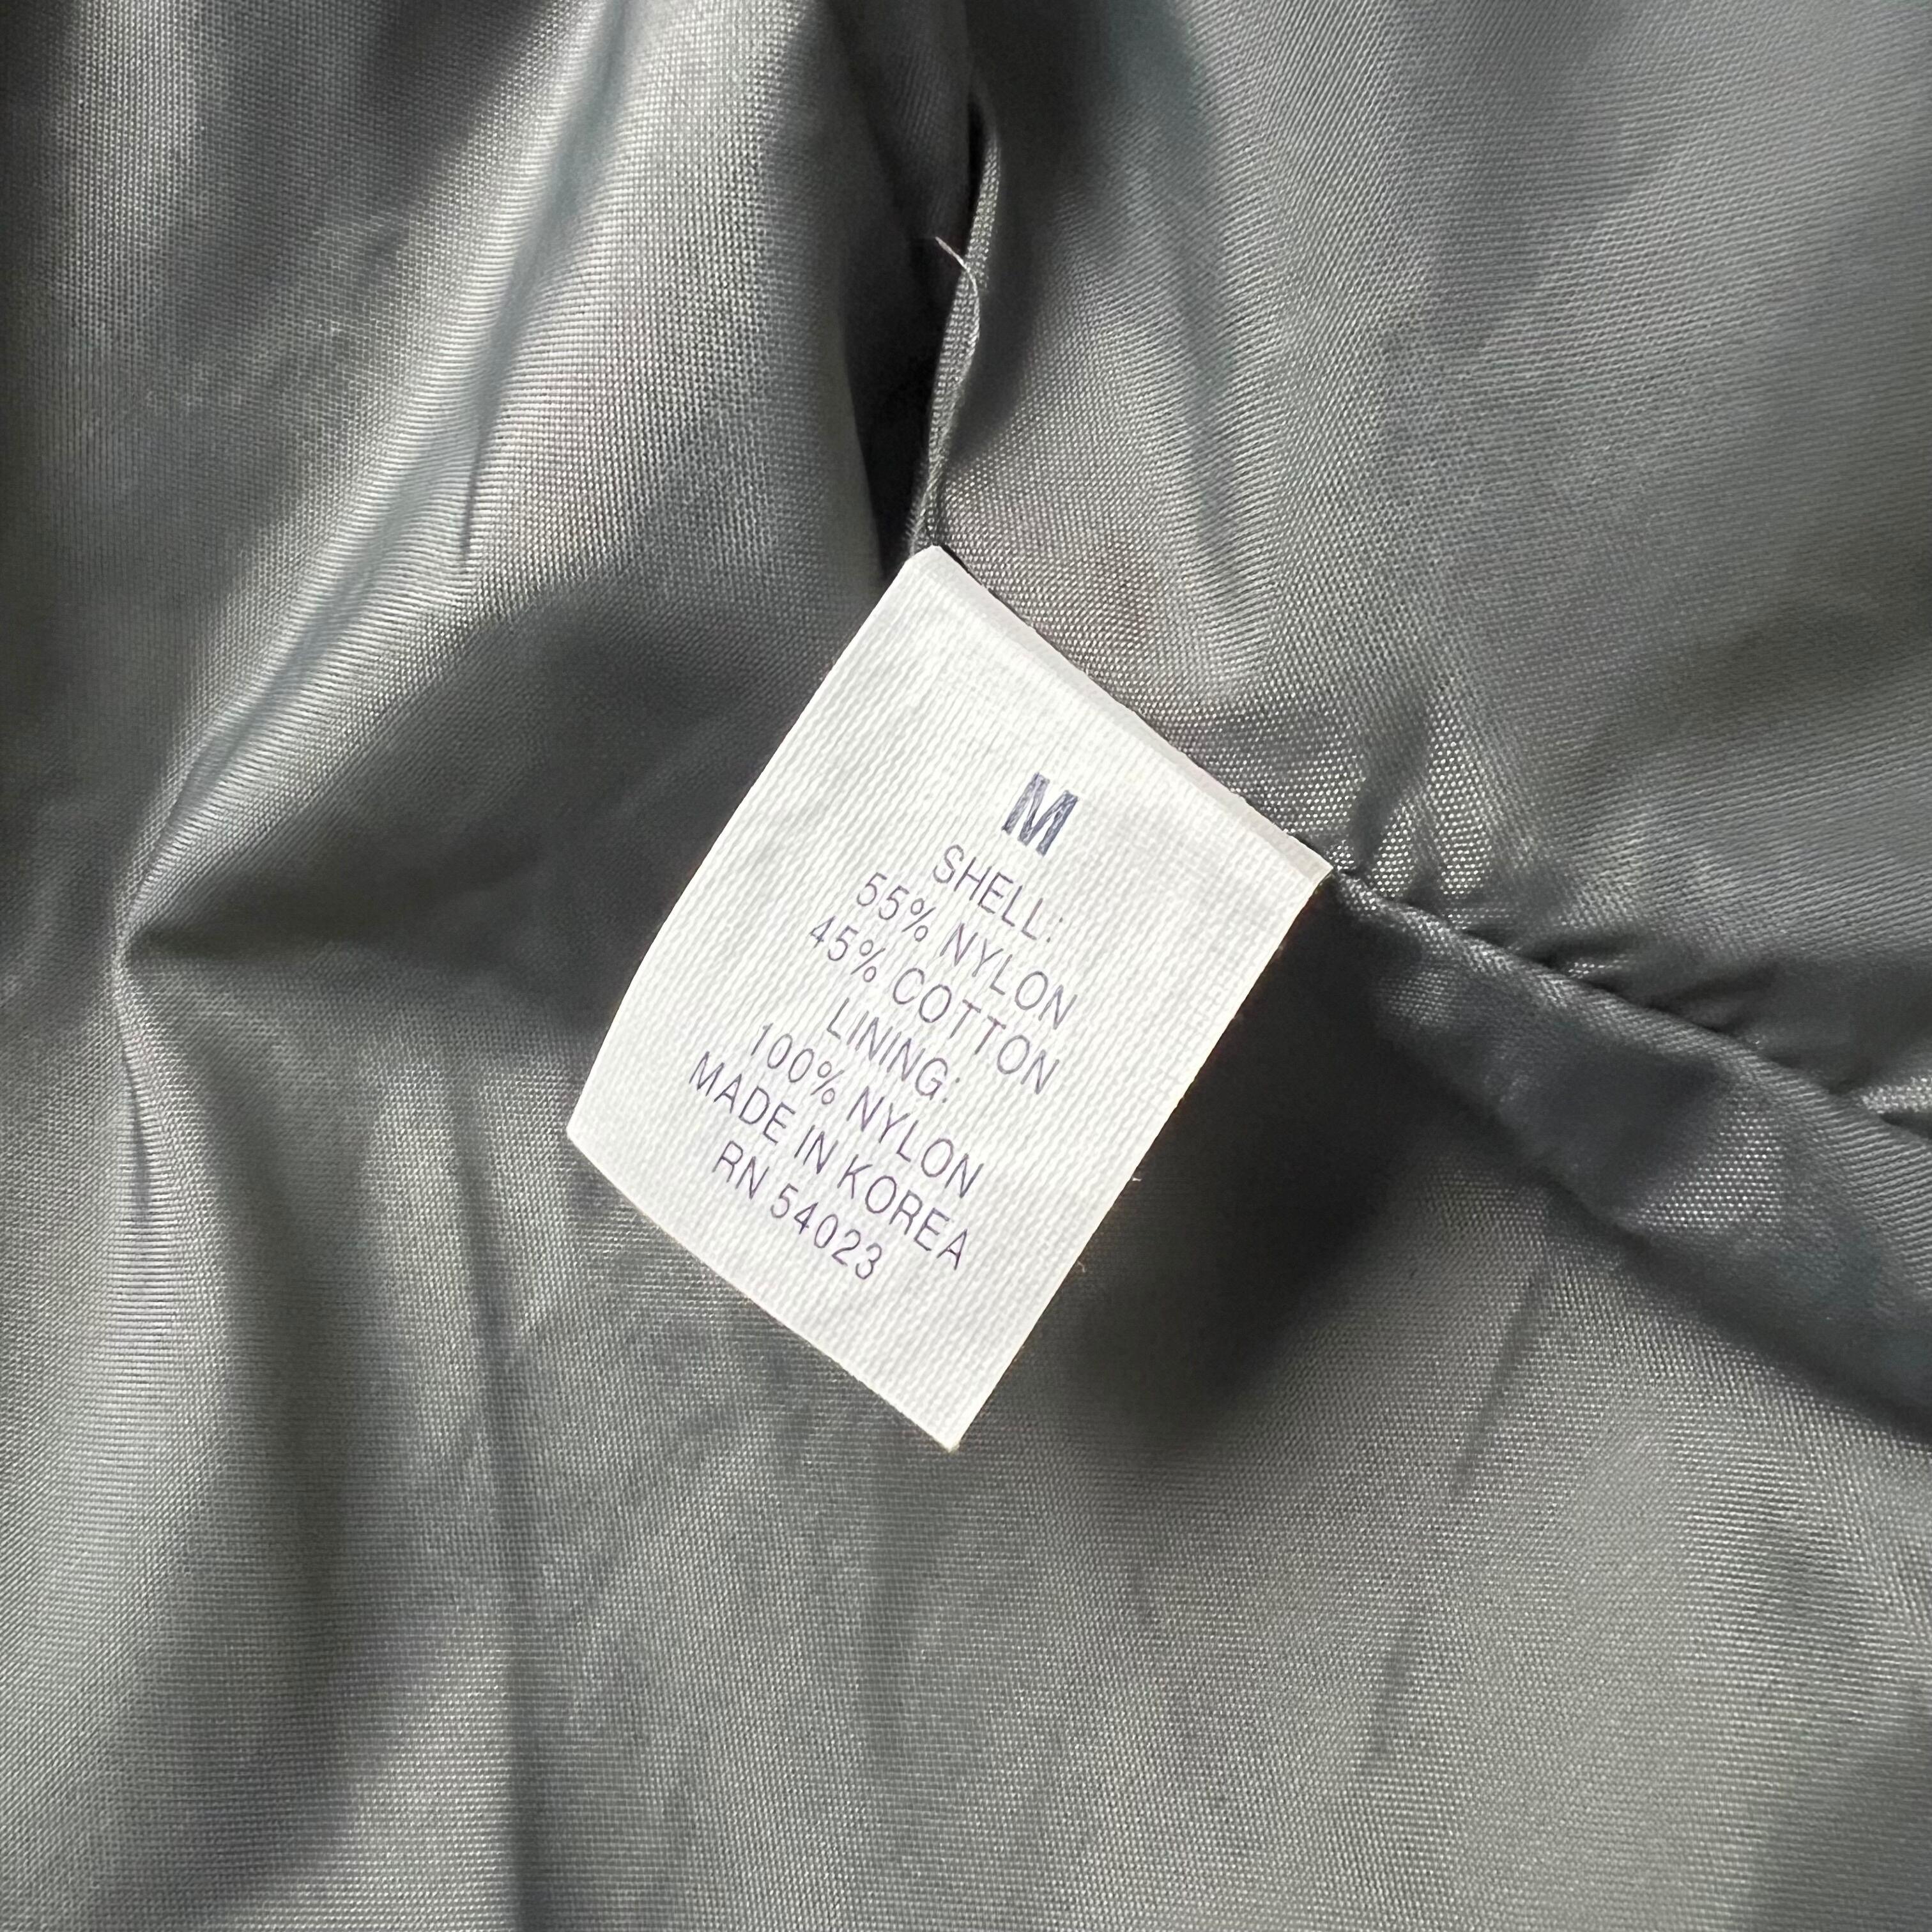 M
SHELL:
55% NYLON
45% COTTON
LINING:
100% NYLON
MADE IN KOREA
RN 54023